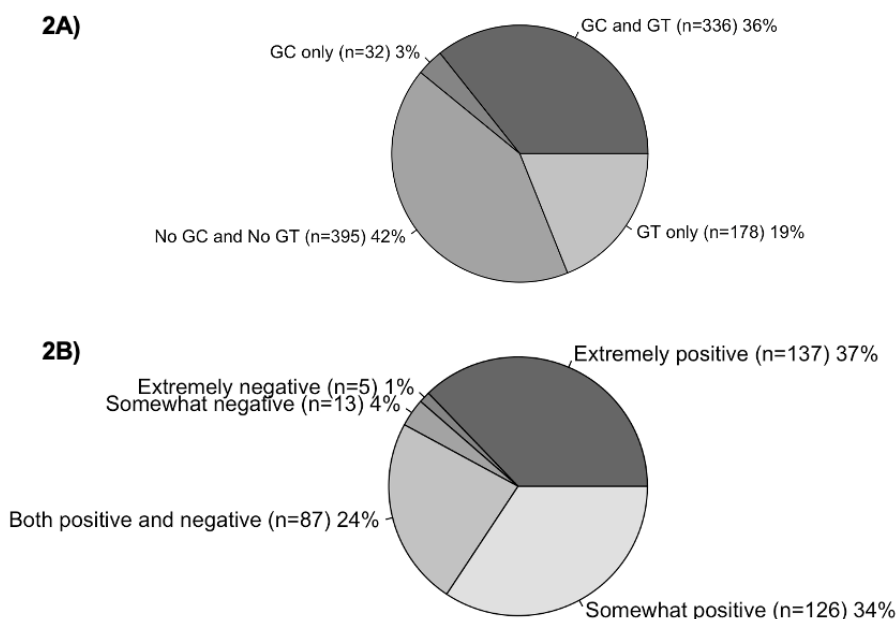 2A)
GC and GT (n=336) 36%
GC only (n=32) 3%
No GC and No GT (n=395) 42%
GT only (n=178) 19%
2B)
Extremely positive (n=137) 37%
Extremely negative (n=5) 1%
Somewhat negative (n=13) 4%
Both positive and negative (n=87) 24%
Somewhat positive (n=126) 34%